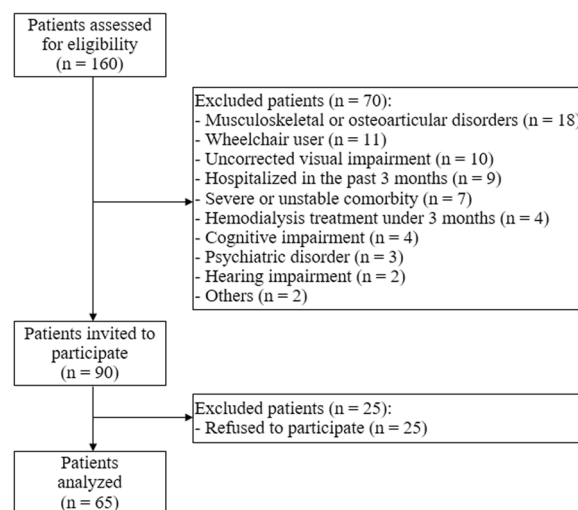 Patients assessed
for eligibility
(n = 160)
Excluded patients (n = 70):
- Musculoskeletal or osteoarticular disorders (n = 18)
- Wheelchair user (n = 11)
- Uncorrected visual impairment (n = 10)
- Hospitalized in the past 3 months (n = 9)
- Severe or unstable comorbity (n = 7)
- Hemodialysis treatment under 3 months (n = 4)
- Cognitive impairment (n = 4)
- Psychiatric disorder (n = 3)
- Hearing impairment (n = 2)
- Others (n = 2)
Patients invited to
participate
(n = 90)
Excluded patients (n = 25):
- Refused to participate (n = 25)
Patients
analyzed
(n = 65)